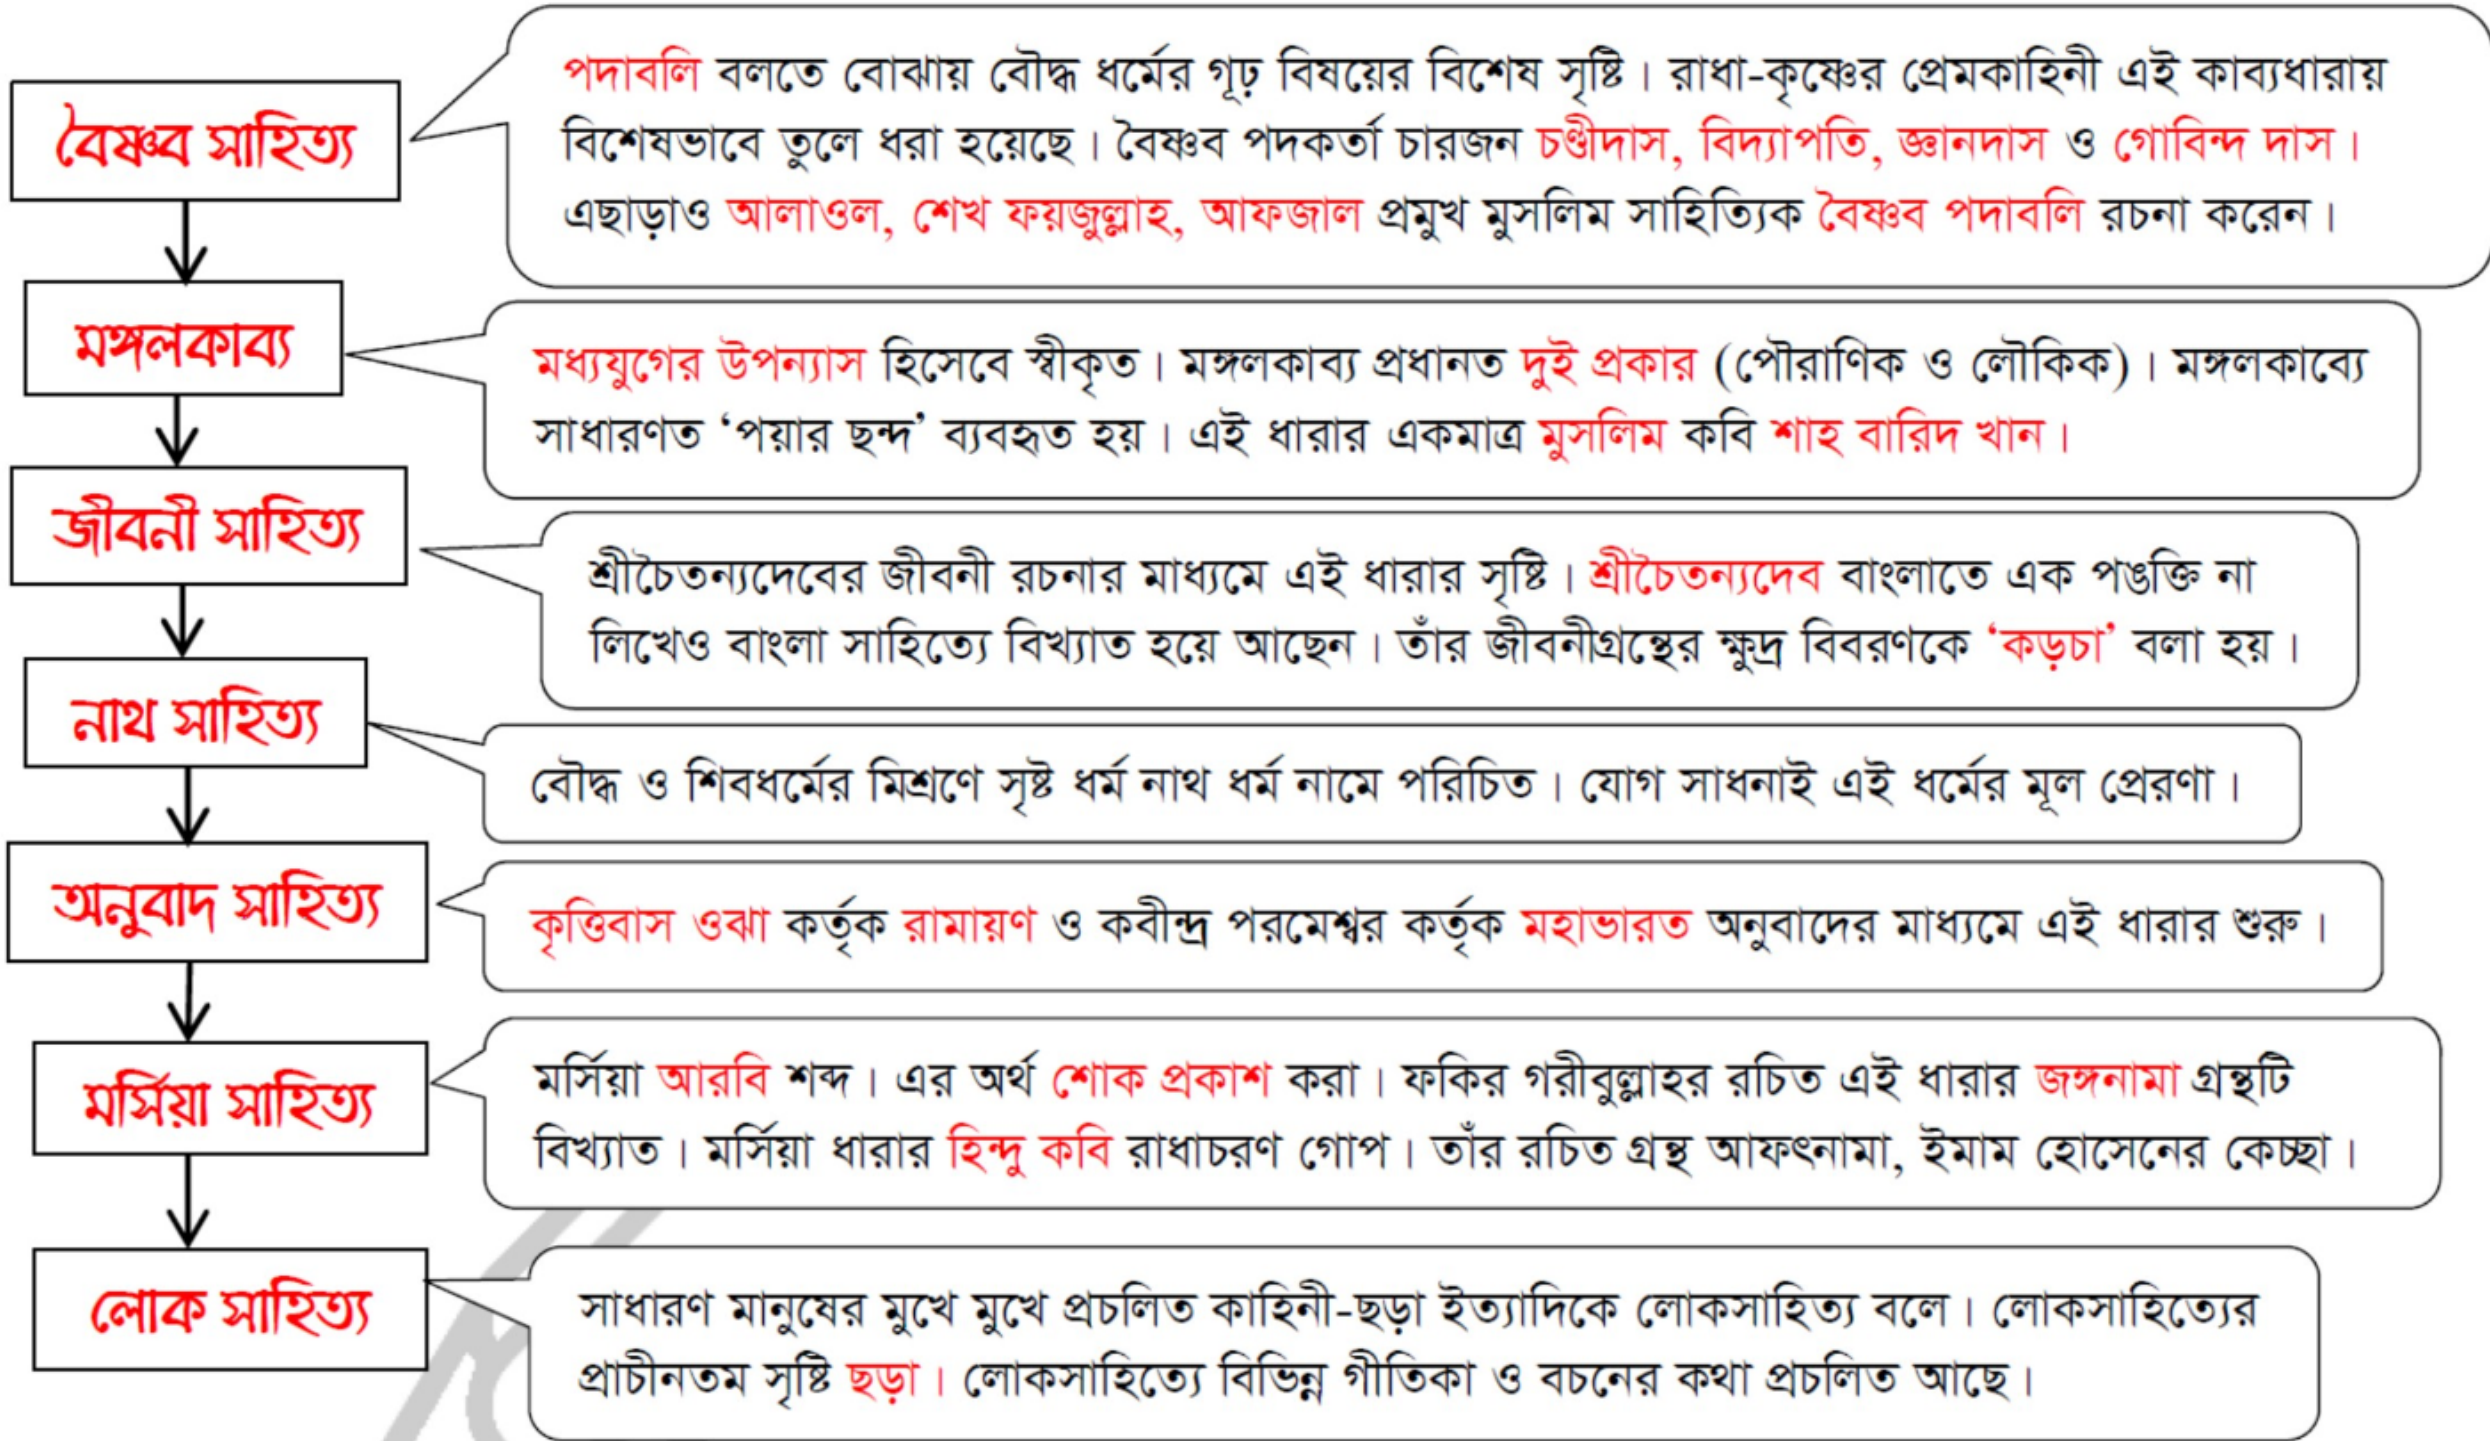 বৈষ্ণব সাহিত্য
পদাবলি বলতে বোঝায় বৌদ্ধ ধর্মের গূঢ় বিষয়ের বিশেষ সৃষ্টি। রাধা-কৃষ্ণের প্রেমকাহিনী এই কাব্যধারায়
বিশেষভাবে তুলে ধরা হয়েছে। বৈষ্ণব পদকর্তা চারজন চণ্ডীদাস, বিদ্যাপতি, জ্ঞানদাস ও গোবিন্দ দাস।
এছাড়াও আলাওল, শেখ ফয়জুল্লাহ, আফজাল প্রমুখ মুসলিম সাহিত্যিক বৈষ্ণব পদাবলি রচনা করেন।
মঙ্গলকাব্য
মধ্যযুগের উপন্যাস হিসেবে স্বীকৃত। মঙ্গলকাব্য প্রধানত দুই প্রকার (পৌরাণিক ও লৌকিক)। মঙ্গলকাব্যে
সাধারণত ‘পয়ার ছন্দ’ ব্যবহৃত হয়। এই ধারার একমাত্র মুসলিম কবি শাহ বারিদ খান।
জীবনী সাহিত্য
শ্রীচৈতন্যদেবের জীবনী রচনার মাধ্যমে এই ধারার সৃষ্টি। শ্রীচৈতন্যদেব বাংলাতে এক পঙক্তি না
লিখেও বাংলা সাহিত্যে বিখ্যাত হয়ে আছেন। তাঁর জীবনীগ্রন্থের ক্ষুদ্র বিবরণকে ‘কড়চা’ বলা হয়।
নাথ সাহিত্য
বৌদ্ধ ও শিবধর্মের মিশ্রণে সৃষ্ট ধর্ম নাথ ধর্ম নামে পরিচিত। যোগ সাধনাই এই ধর্মের মূল প্রেরণা।
অনুবাদ সাহিত্য
কৃত্তিবাস ওঝা কর্তৃক রামায়ণ ও কবীন্দ্র পরমেশ্বর কর্তৃক মহাভারত অনুবাদের মাধ্যমে এই ধারার শুরু।
মর্সিয়া সাহিত্য
মর্সিয়া আরবি শব্দ। এর অর্থ শোক প্রকাশ করা। ফকির গরীবুল্লাহর রচিত এই ধারার জঙ্গনামা গ্রন্থটি
বিখ্যাত। মর্সিয়া ধারার হিন্দু কবি রাধাচরণ গোপ। তাঁর রচিত গ্রন্থ আফৎনামা, ইমাম হোসেনের কেচ্ছা।
লোক সাহিত্য
সাধারণ মানুষের মুখে মুখে প্রচলিত কাহিনী-ছড়া ইত্যাদিকে লোকসাহিত্য বলে। লোকসাহিত্যের
প্রাচীনতম সৃষ্টি ছড়া। লোকসাহিত্যে বিভিন্ন গীতিকা ও বচনের কথা প্রচলিত আছে।